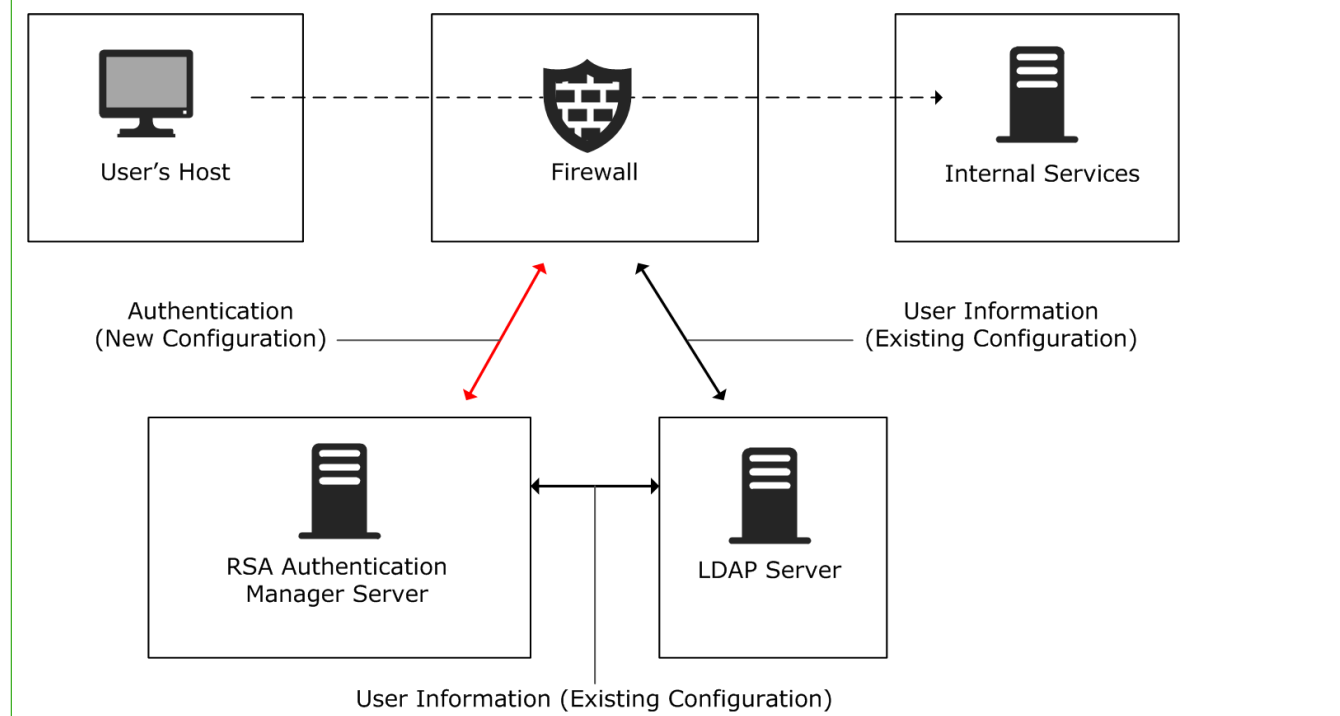 User’s Host
Firewall
Internal Services
Authentication
(New Configuration)
User Information
(Existing Configuration)
RSA Authentication
Manager Server
LDAP Server
User Information (Existing Configuration)